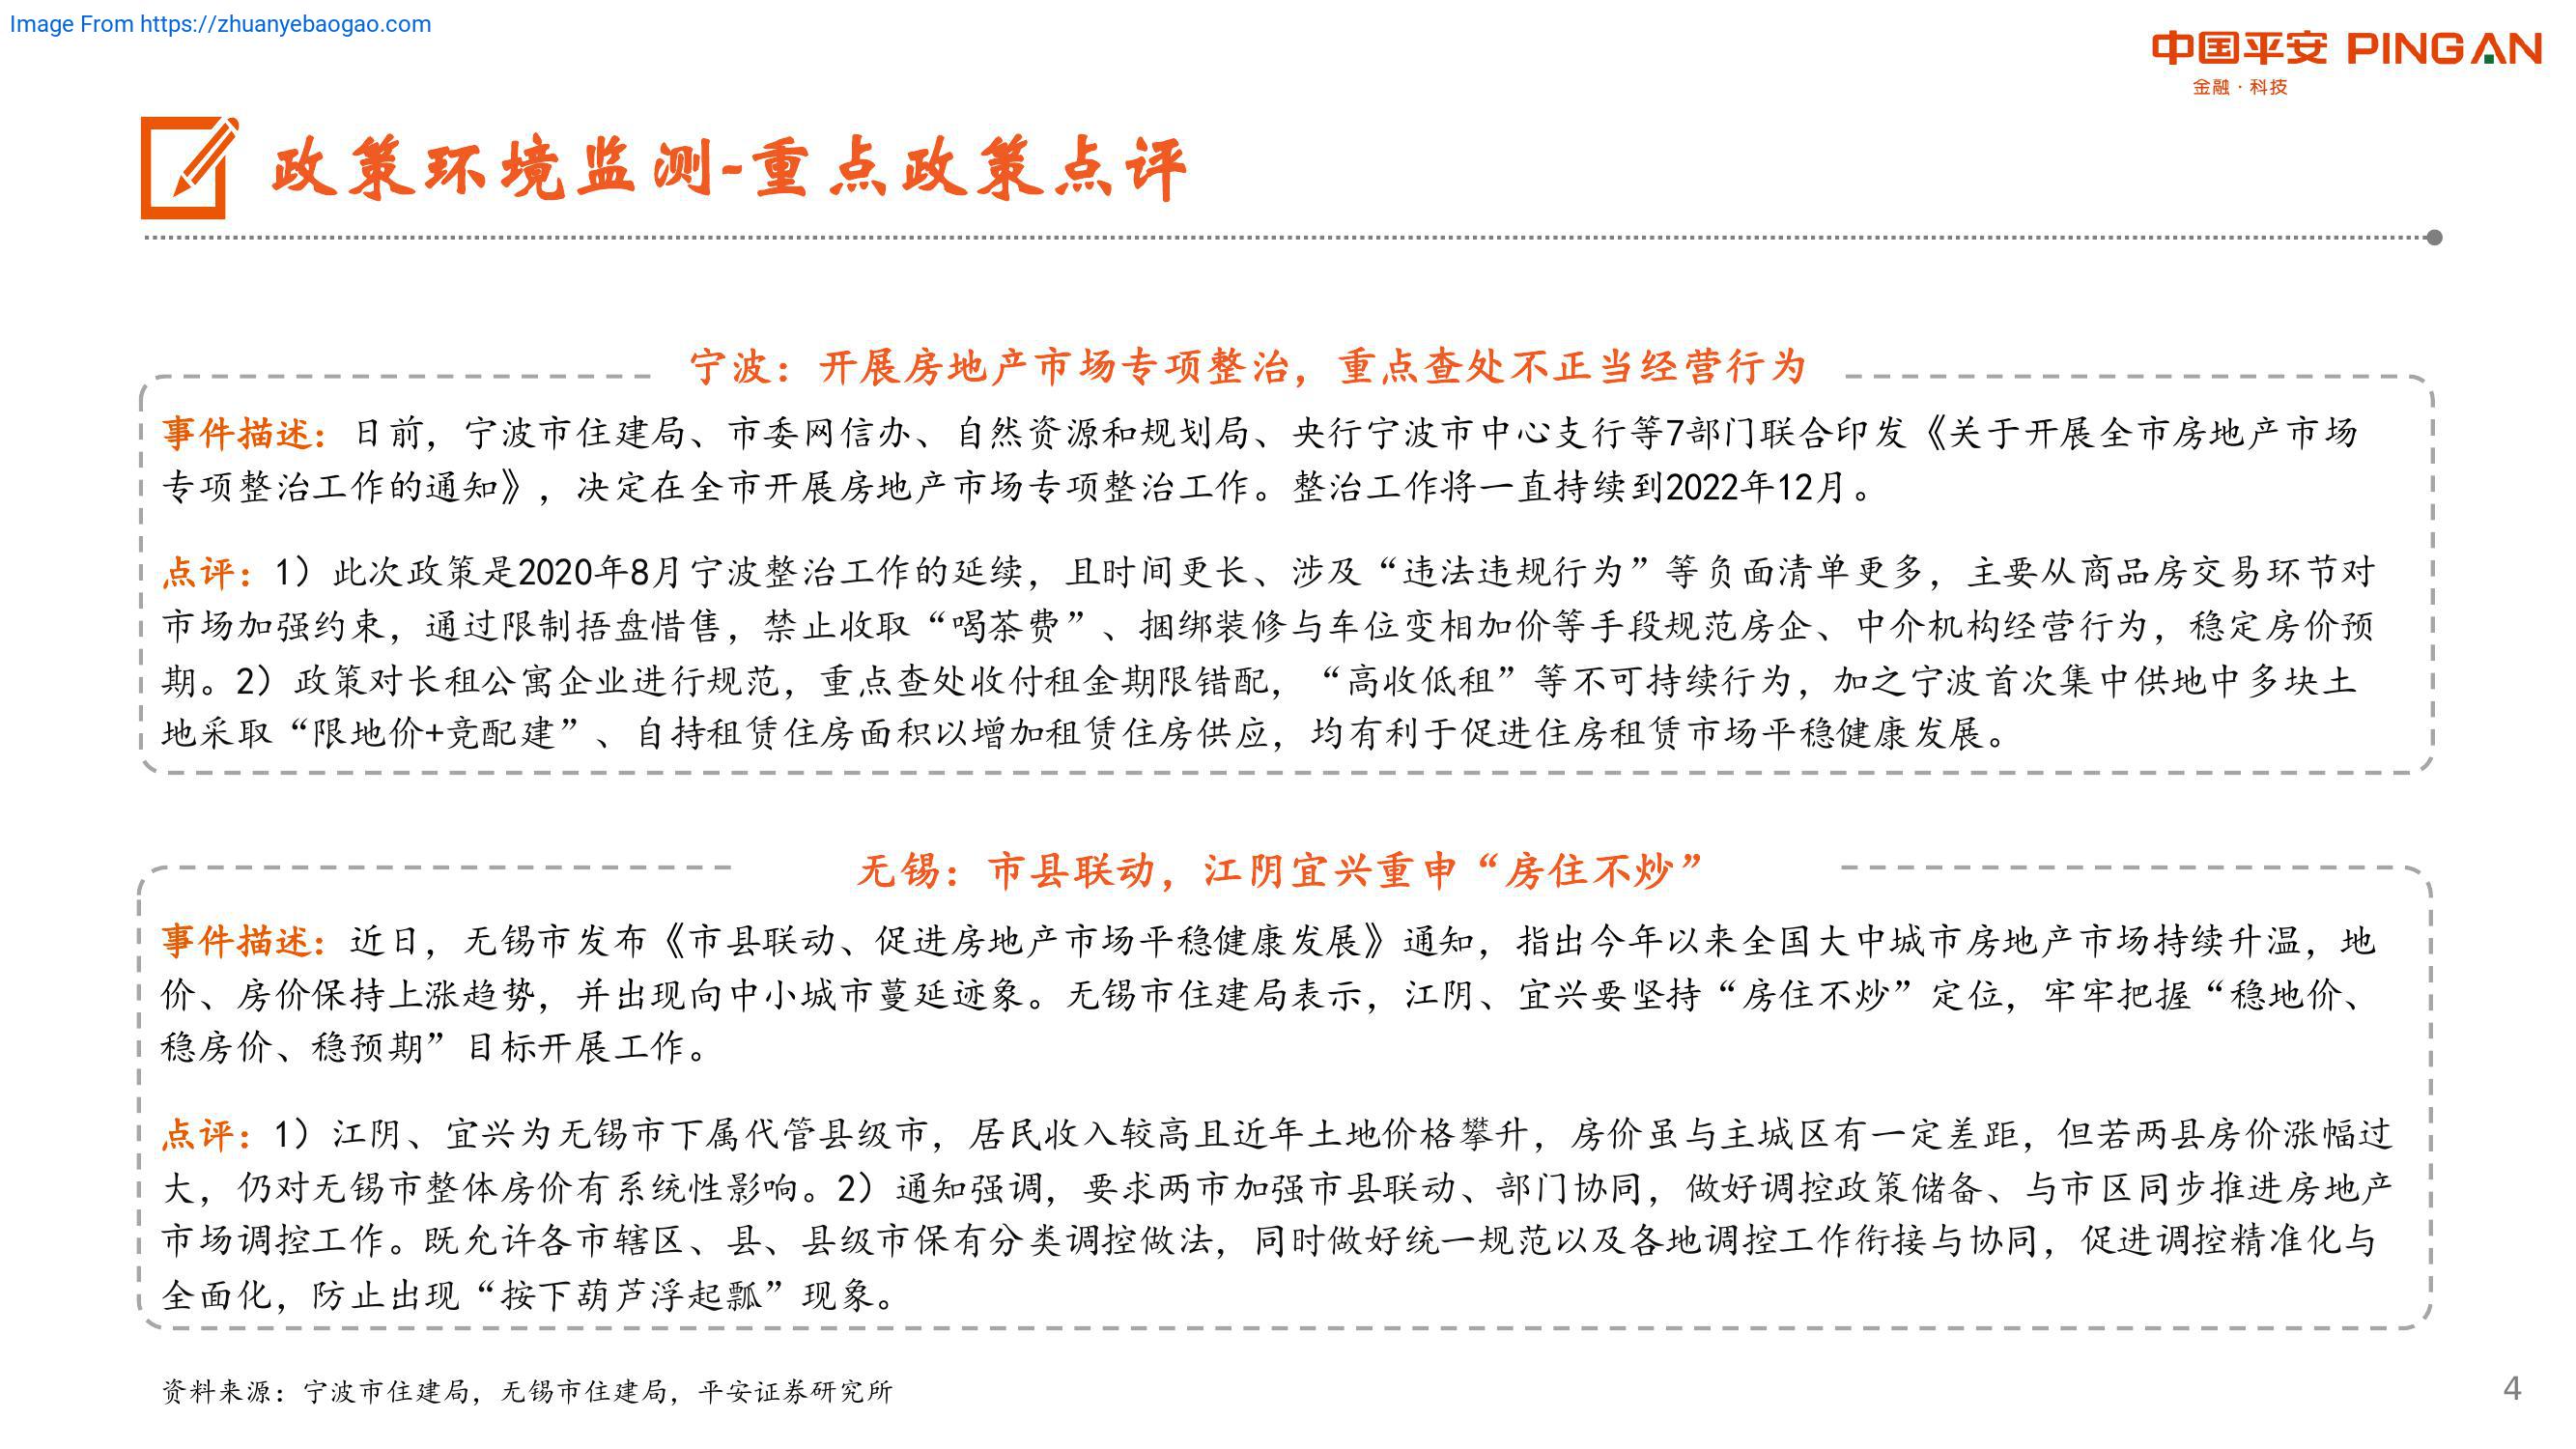 Image From https://zhuanyebaogao.com
中国平安 PINGAN
金融·科技
政策环境监测-重点政策点评
宁波：开展房地产市场专项整治，重点查处不正当经营行为
事件描述：日前，宁波市住建局、市委网信办、自然资源和规划局、央行宁波市中心支行等7部门联合印发《关于开展全市房地产市场
专项整治工作的通知》，决定在全市开展房地产市场专项整治工作。整治工作将一直持续到2022年12月。
点评：1）此次政策是2020年8月宁波整治工作的延续，且时间更长、涉及“违法违规行为”等负面清单更多，主要从商品房交易环节对
市场加强约束，通过限制捂盘惜售，禁止收取“喝茶费”、捆绑装修与车位变相加价等手段规范房企、中介机构经营行为，稳定房价预
期。2）政策对长租公寓企业进行规范，重点查处收付租金期限错配，“高收低租”等不可持续行为，加之宁波首次集中供地中多块土
地采取“限地价+竞配建”、自持租赁住房面积以增加租赁住房供应，均有利于促进住房租赁市场平稳健康发展。
无锡：市县联动，江阴宜兴重申“房住不炒”
事件描述：近日，无锡市发布《市县联动、促进房地产市场平稳健康发展》通知，指出今年以来全国大中城市房地产市场持续升温，地
价、房价保持上涨趋势，并出现向中小城市蔓延迹象。无锡市住建局表示，江阴、宜兴要坚持“房住不炒”定位，牢牢把握“稳地价、
稳房价、稳预期”目标开展工作。
点评：1）江阴、宜兴为无锡市下属代管县级市，居民收入较高且近年土地价格攀升，房价虽与主城区有一定差距，但若两县房价涨幅过
大，仍对无锡市整体房价有系统性影响。2）通知强调，要求两市加强市县联动、部门协同，做好调控政策储备、与市区同步推进房地产
市场调控工作。既允许各市辖区、县、县级市保有分类调控做法，同时做好统一规范以及各地调控工作衔接与协同，促进调控精准化与
全面化，防止出现“按下葫芦浮起瓢”现象。
资料来源：宁波市住建局，无锡市住建局，平安证券研究所
4